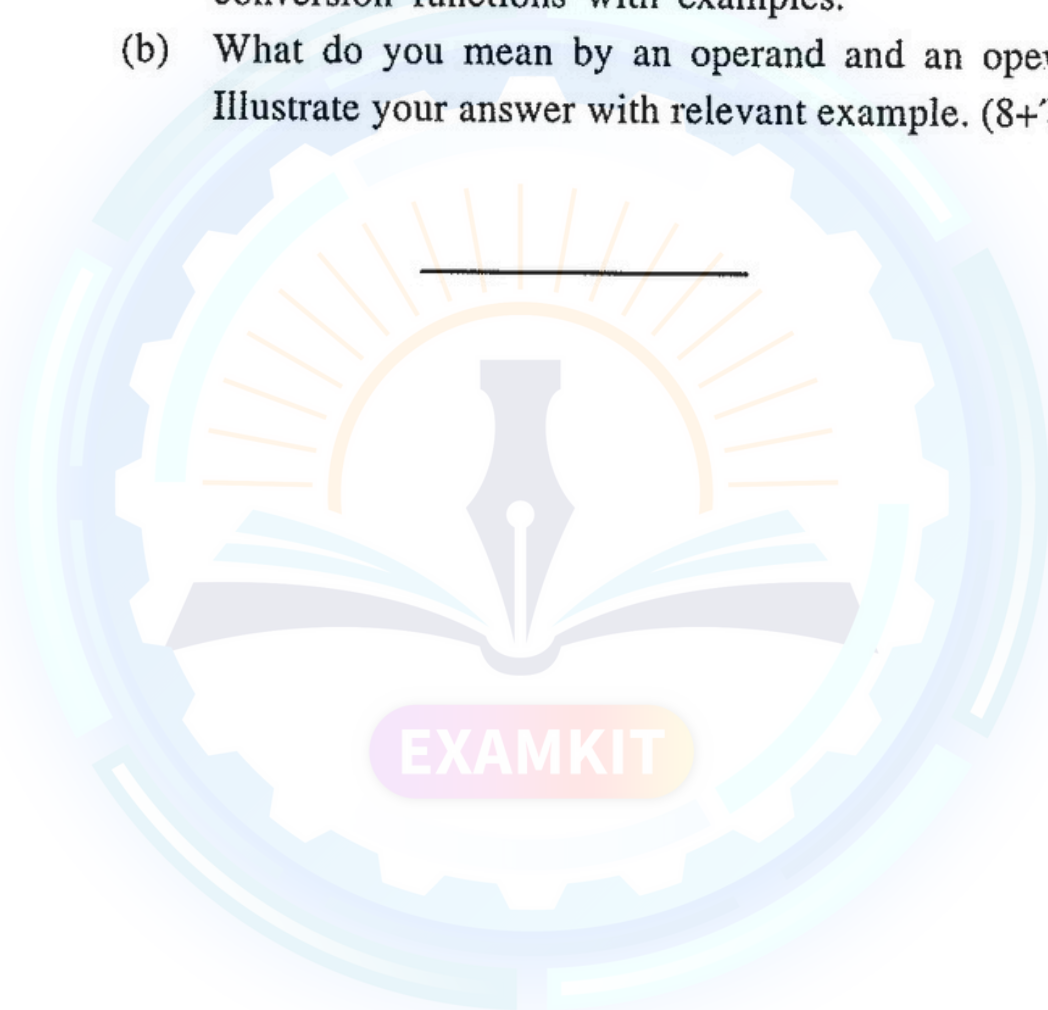 conversion functions with examples.
(b) What do you mean by an operand and an
Illustrate your answer with relevant example. (8+
EXAMKIT